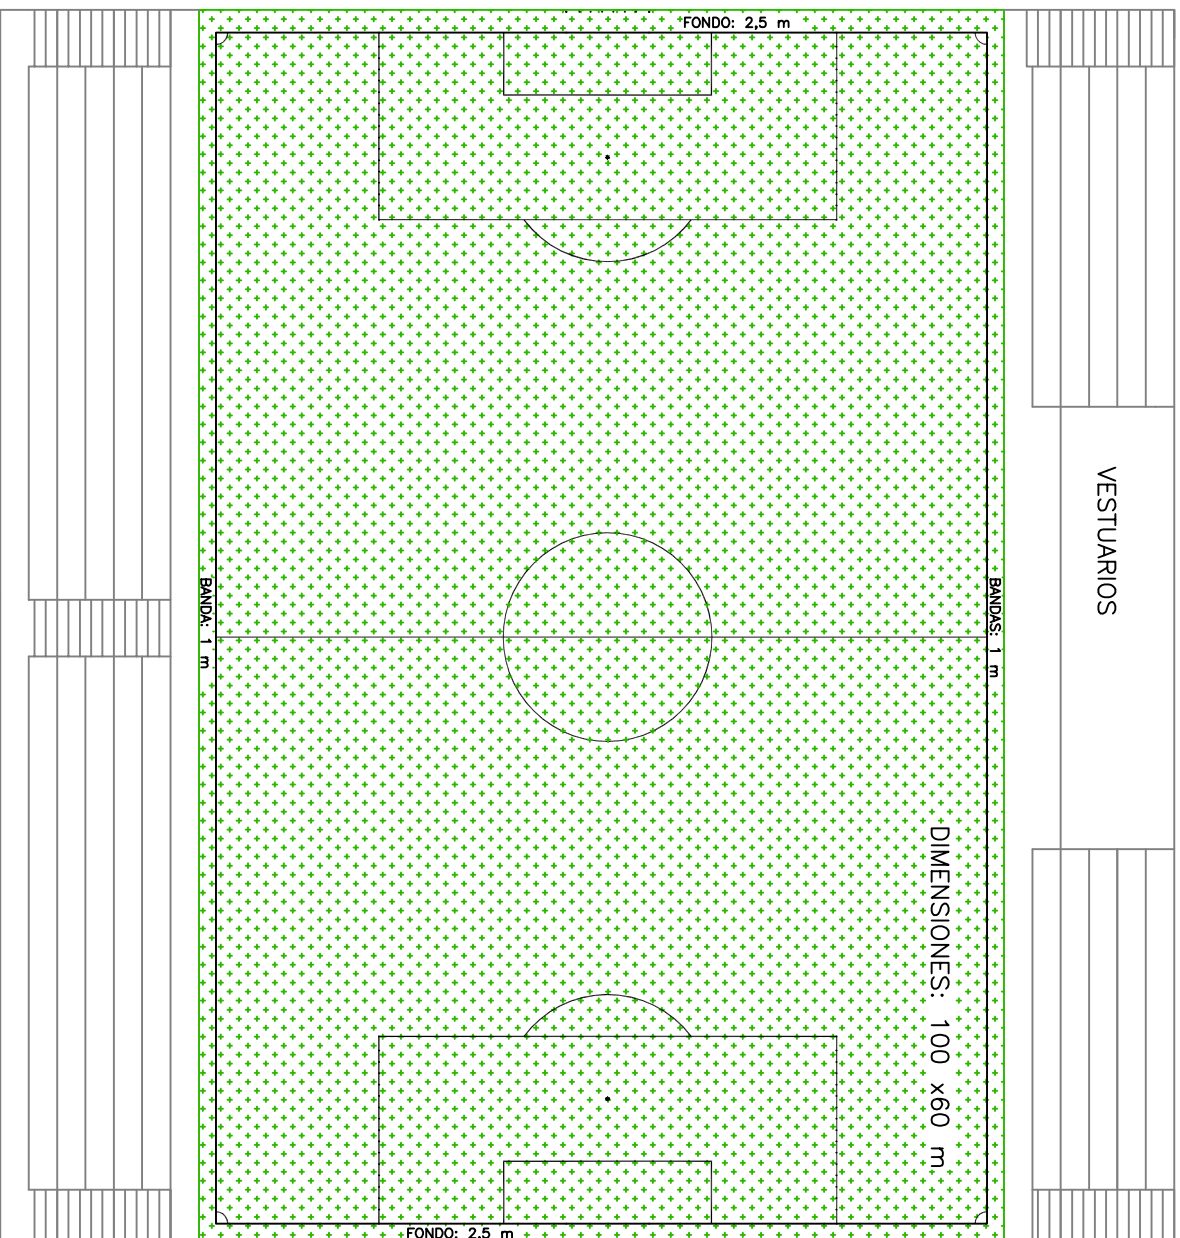 FONDO: 2,5 m
VESTUARIOS
BANDA: 1 m
BANDAS: 1 m
DIMENSIONES: 100 x60 m
FONDO: 2,5 m